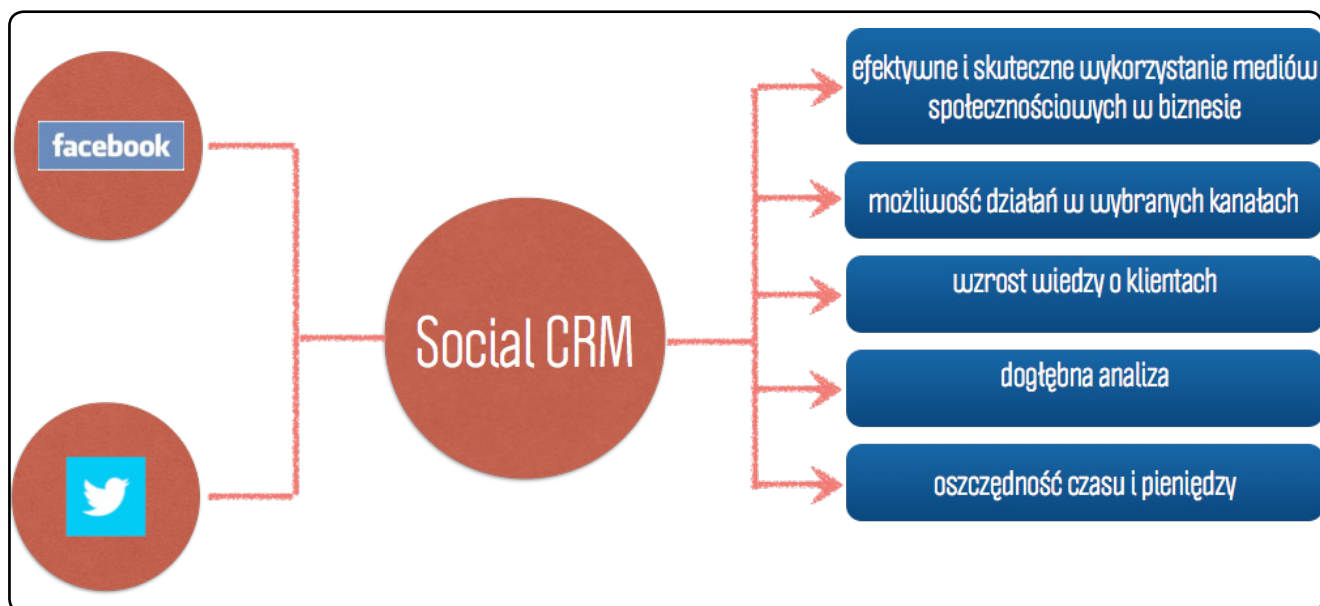 facebook
Social CRM
efektywne i skuteczne wykorzystanie mediów
społecznościowych w biznesie
możliwość działań w wybranych kanałach
wzrost wiedzy o klientach
dogłębna analiza
oszczędność czasu i pieniędzy